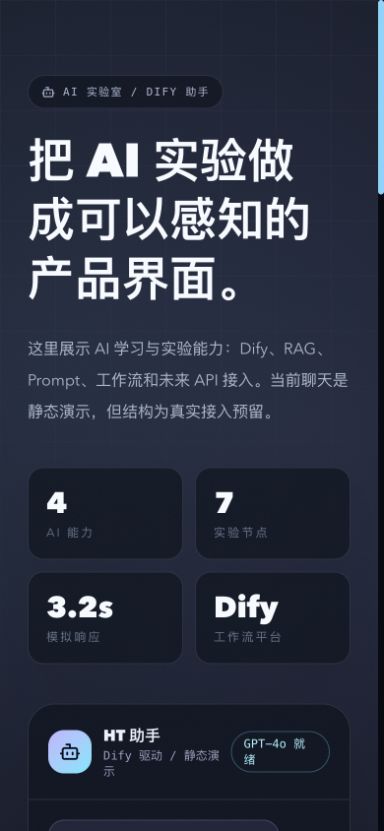 AI 实验室 / DIFY 助手
把 AI 实验做
成可以感知的
产品界面。
这里展示 AI 学习与实验能力：Dify、RAG、
Prompt、工作流和未来 API 接入。当前聊天是
静态演示，但结构为真实接入预留。
4
AI 能力
7
实验节点
3.2s
模拟响应
Dify
工作流平台
HT 助手
Dify 驱动 / 静态演
示
GPT-4o 就
绪